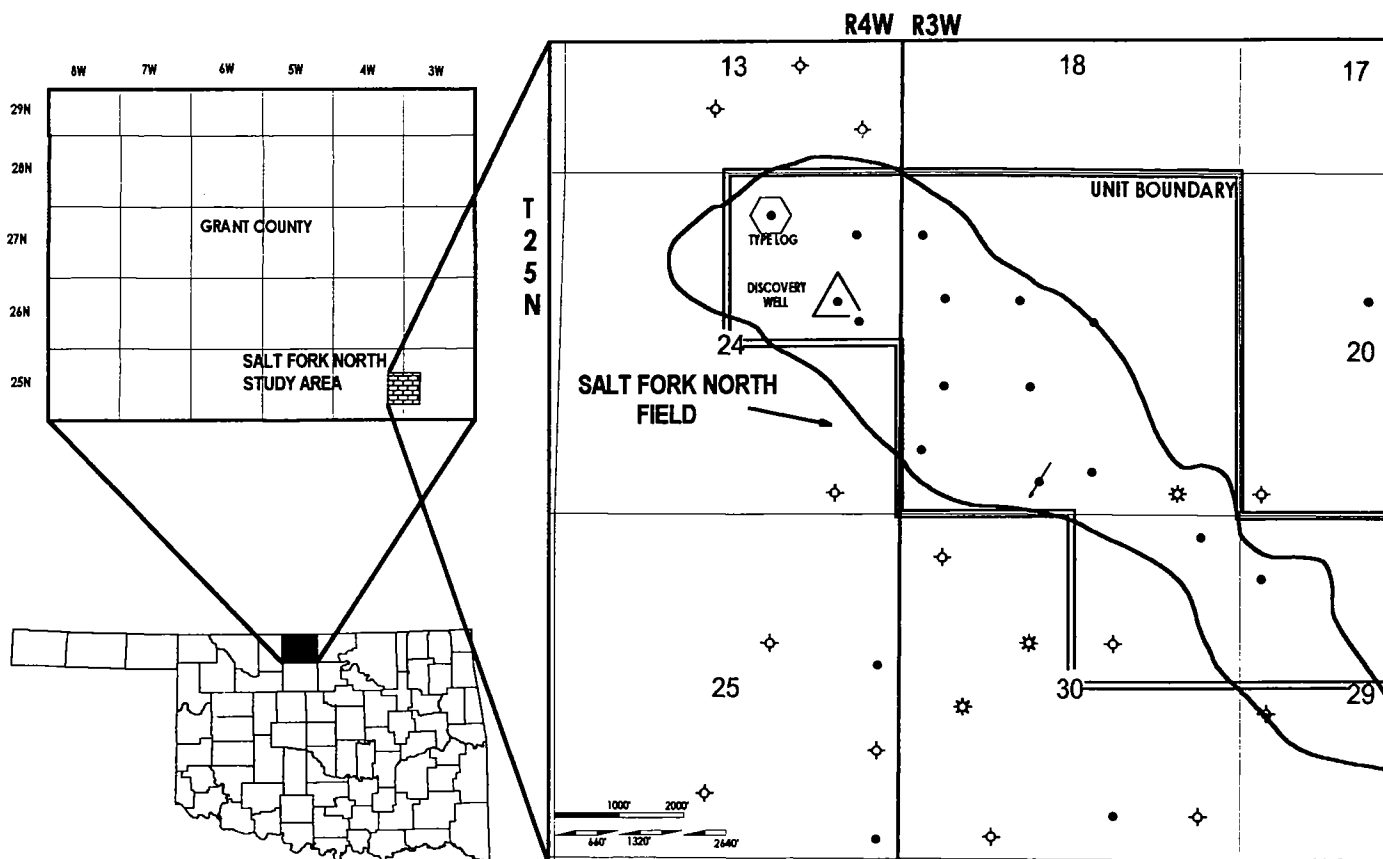 R4W R3W
8W 7W 6W 5W 4W 3W
29N
28N
27N
26N
25N
GRANT COUNTY
SALT FORK NORTH
STUDY AREA
T
2
5
N
13
18
17
UNIT BOUNDARY
TYPE LOG
DISCOVERY
WELL
24
20
SALT FORK NORTH
FIELD
25
30
29
1000' 2000'
660' 1320' 2640'